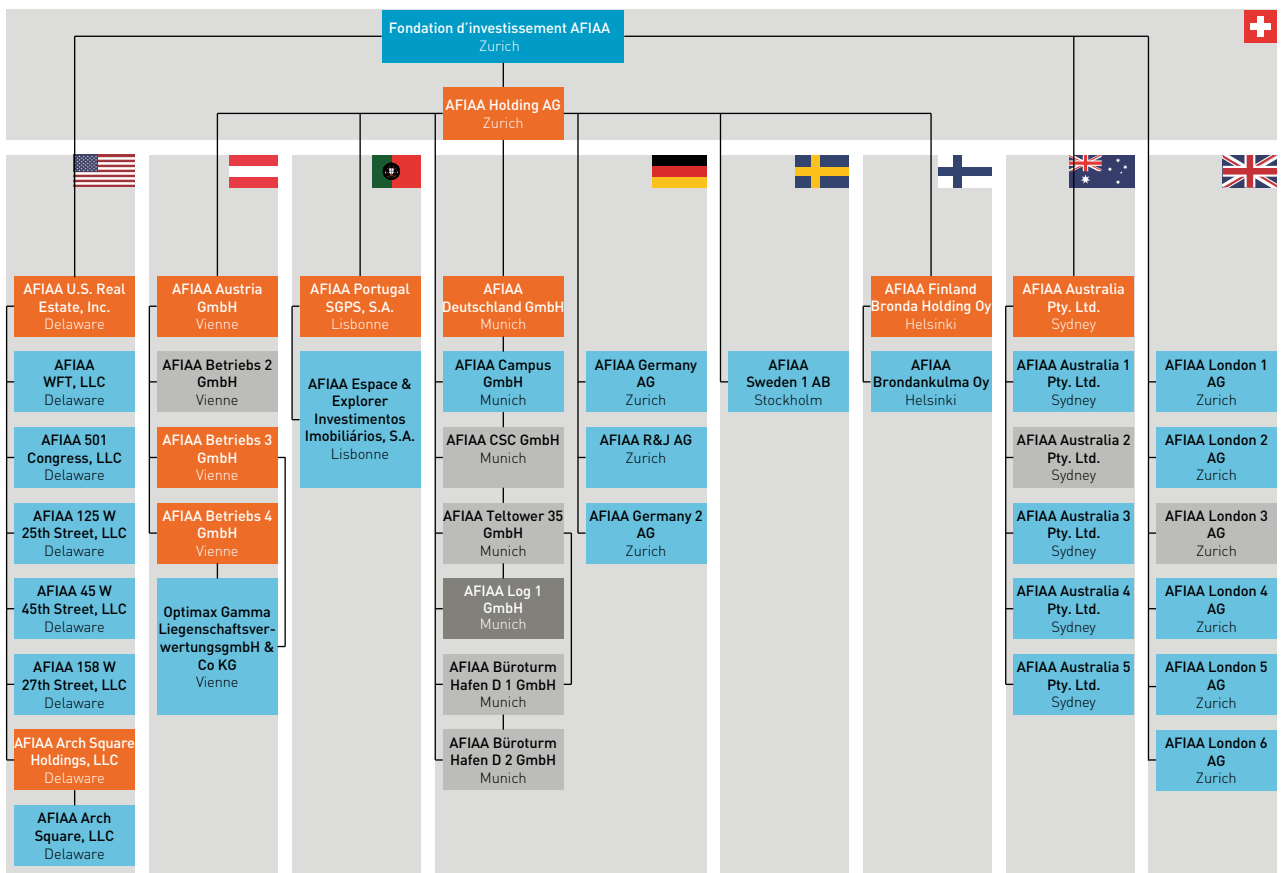 Fondation d'investissement AFIAA
Zurich
AFIAA Holding AG
Zurich
AFIAA U.S. Real
Estate, Inc.
Delaware
AFIAA
WFT, LLC
Delaware
AFIAA 501
Congress, LLC
Delaware
AFIAA 125 W
25th Street, LLC
Delaware
AFIAA 45 W
45th Street, LLC
Delaware
AFIAA 158 W
27th Street, LLC
Delaware
AFIAA Arch Square
Holdings, LLC
Delaware
AFIAA Arch
Square, LLC
Delaware
AFIAA Austria
GmbH
Vienne
AFIAA Betriebs 2
GmbH
Vienne
AFIAA Betriebs 3
GmbH
Vienne
AFIAA Betriebs 4
GmbH
Vienne
Optimax Gamma
Liegenschaftsver-
wertungsgmbH &
Co KG
Vienne
AFIAA Portugal
SGPS, S.A.
Lisbonne
AFIAA Espace &
Explorer
Investimentos
Imobiliários, S.A.
Lisbonne
AFIAA
Deutschland GmbH
Munich
AFIAA Campus
GmbH
Munich
AFIAA CSC GmbH
Munich
AFIAA Teltower 35
GmbH
Munich
AFIAA Log 1
GmbH
Munich
AFIAA Büroturm
Hafen D 1 GmbH
Munich
AFIAA Büroturm
Hafen D 2 GmbH
Munich
AFIAA Germany
AG
Zurich
AFIAA R&J AG
Zurich
AFIAA Germany 2
AG
Zurich
AFIAA
Sweden 1 AB
Stockholm
AFIAA Finland
Bronda Holding Oy
Helsinki
AFIAA
Brondankulma Oy
Helsinki
AFIAA Australia
Pty. Ltd.
Sydney
AFIAA Australia 1
Pty. Ltd.
Sydney
AFIAA Australia 2
Pty. Ltd.
Sydney
AFIAA Australia 3
Pty. Ltd.
Sydney
AFIAA Australia 4
Pty. Ltd.
Sydney
AFIAA Australia 5
Pty. Ltd.
Sydney
AFIAA London 1
AG
Zurich
AFIAA London 2
AG
Zurich
AFIAA London 3
AG
Zurich
AFIAA London 4
AG
Zurich
AFIAA London 5
AG
Zurich
AFIAA London 6
AG
Zurich